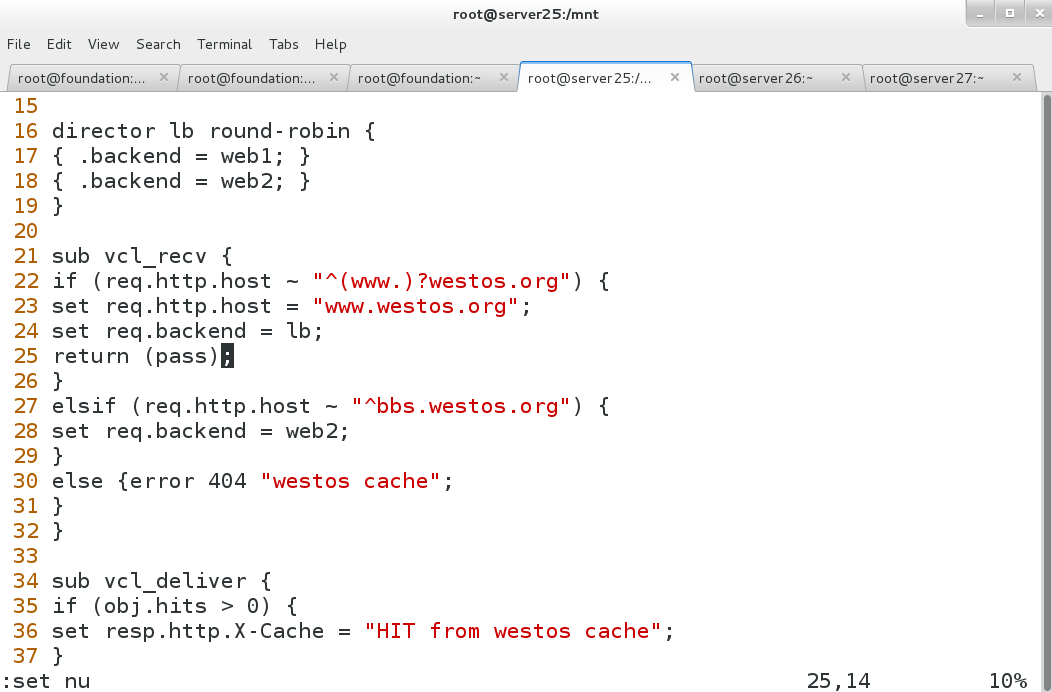 root@server25:/mnt
File Edit View Search Terminal Tabs Help
root@foundation:... root@foundation:... root@foundation:~ root@server25:/... root@server26:~ root@server27:~
15
16 director lb round-robin {
17 { .backend = web1; }
18 { .backend = web2; }
19 }
20
21 sub vcl_recv {
22 if (req.http.host ~ "^(www.)?westos.org") {
23 set req.http.host = "www.westos.org";
24 set req.backend = lb;
25 return (pass);
26 }
27 elsif (req.http.host ~ "^bbs.westos.org") {
28 set req.backend = web2;
29 }
30 else {error 404 "westos cache";
31 }
32 }
33
34 sub vcl_deliver {
35 if (obj.hits > 0) {
36 set resp.http.X-Cache = "HIT from westos cache";
37 }
:set nu 25,14 10%